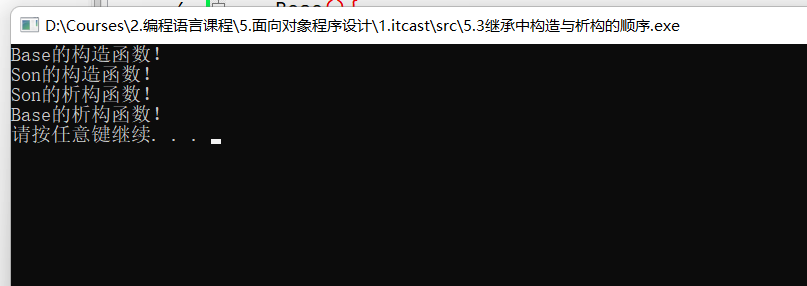 Base(){
D:\Courses\2.编程语言课程\5.面向对象程序设计\1.itcast\src\5.3继承中构造与析构的顺序.exe
Base的构造函数!
Son的构造函数!
Son的析构函数!
Base的析构函数!
请按任意键继续. . .